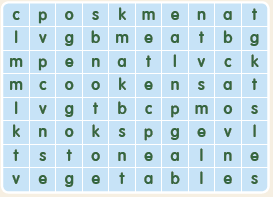 c p o s k m e n a t
l v g b m e a t b g
m p e n a t l v c k
m c o o k e n s a t
l v g t b c p m o s
k n o k s p g e v l
t s t o n e a l n e
v e g e t a b l e s